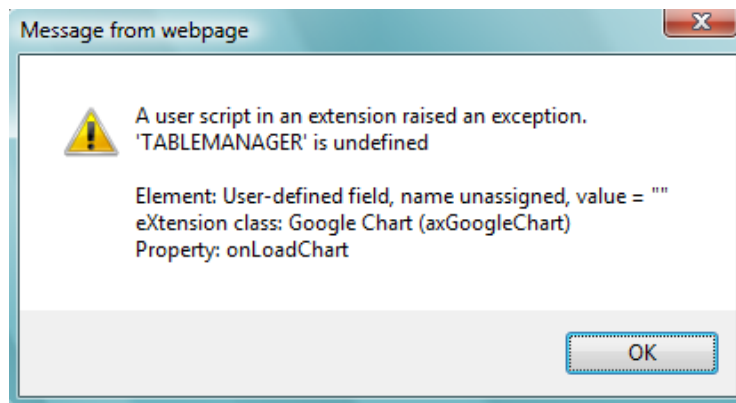 Message from webpage
A user script in an extension raised an exception.
'TABLEMANAGER' is undefined
Element: User-defined field, name unassigned, value = ""
eXtension class: Google Chart (axGoogleChart)
Property: onLoadChart
OK